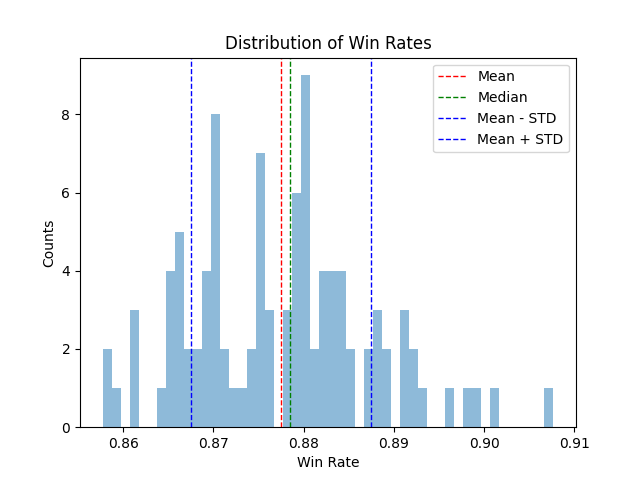 Distribution of Win Rates
Mean
Median
Mean - STD
Mean + STD
Counts
8
6
4
2
0
0.86 0.87 0.88 0.89 0.90 0.91
Win Rate